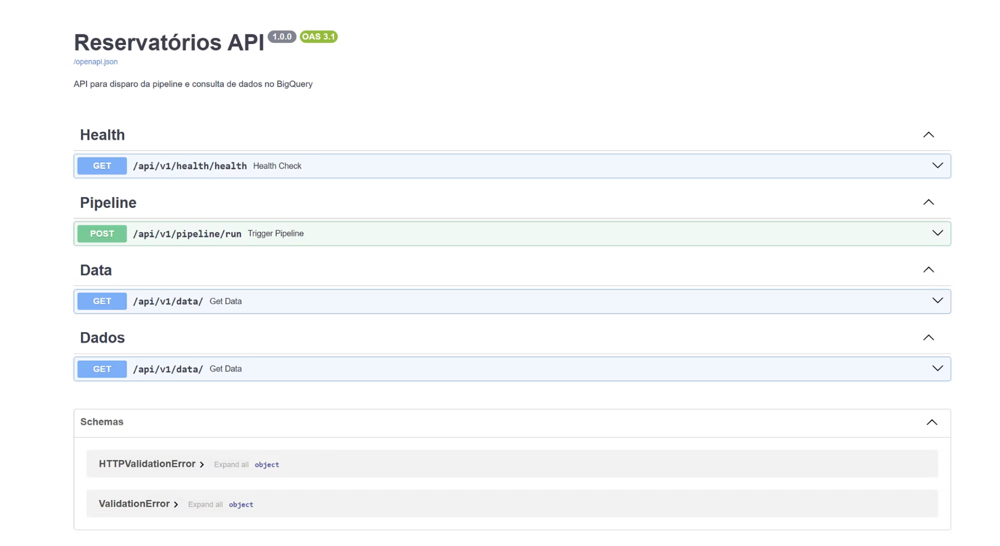 Reservatórios API 1.0.0 OAS 3.1
/openapi.json
API para disparo da pipeline e consulta de dados no BigQuery
Health
GET /api/v1/health/health Health Check
Pipeline
POST /api/v1/pipeline/run Trigger Pipeline
Data
GET /api/v1/data/ Get Data
Dados
GET /api/v1/data/ Get Data
Schemas
HTTPValidationError Expand all object
ValidationError Expand all object